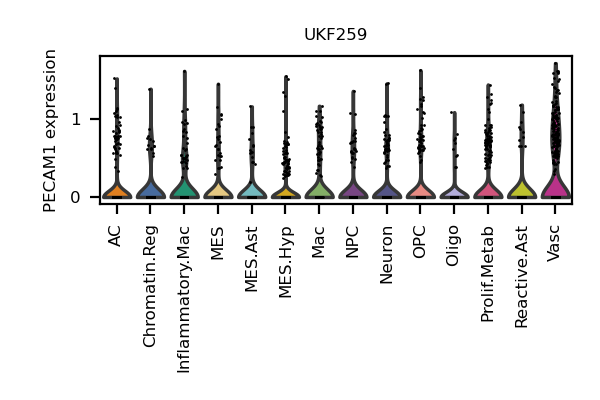 UKF259
PECAM1 expression
1
0
AC
Chromatin.Reg
Inflammatory.Mac
MES
MES.Ast
MES.Hyp
Mac
NPC
Neuron
OPC
Oligo
Prolif.Metab
Reactive.Ast
Vasc